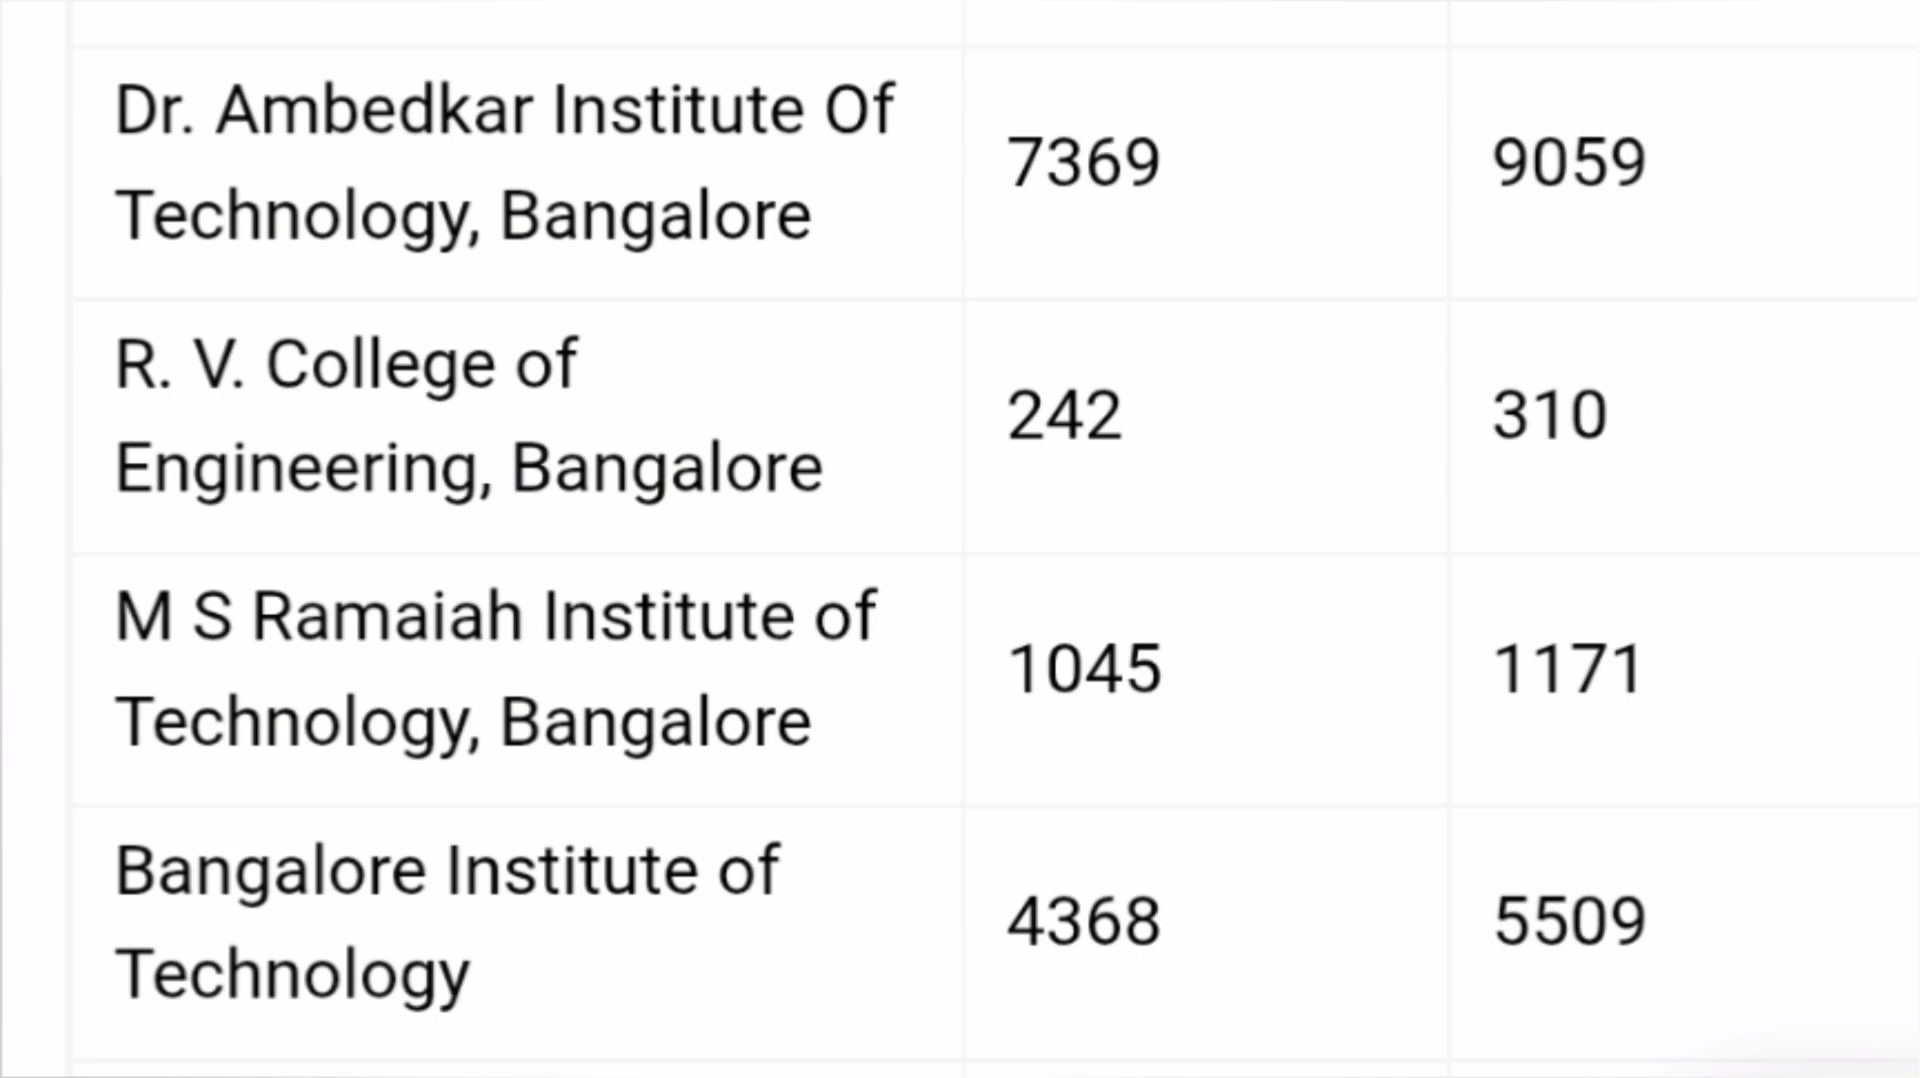 Dr. Ambedkar Institute Of
Technology, Bangalore
7369
9059
R. V. College of
Engineering, Bangalore
242
310
M S Ramaiah Institute of
Technology, Bangalore
1045
1171
Bangalore Institute of
Technology
4368
5509